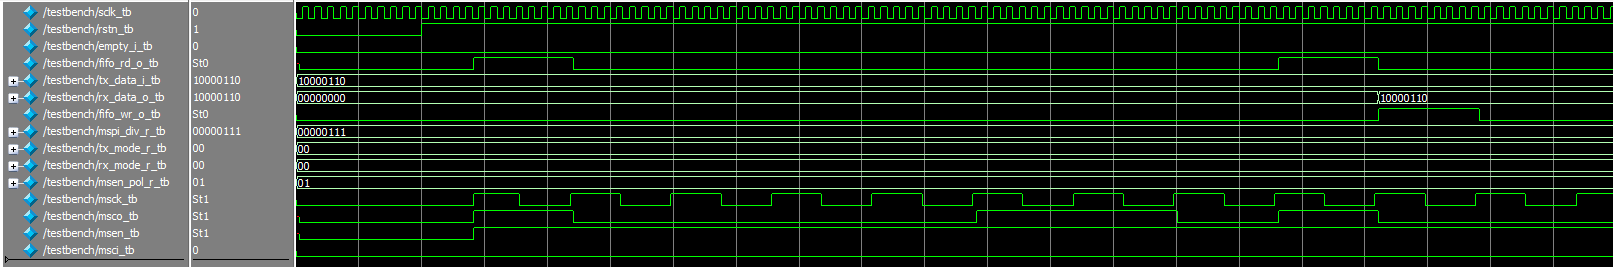 /testbench/sclk_tb 0
/testbench/rstn_tb 1
/testbench/empty_i_tb 0
/testbench/fifo_rd_o_tb St0
/testbench/tx_data_i_tb 10000110 10000110
/testbench/rx_data_o_tb 10000110 00000000 10000110
/testbench/fifo_wr_o_tb St0
/testbench/mspi_div_r_tb 00000111 00000111
/testbench/tx_mode_r_tb 00 00
/testbench/rx_mode_r_tb 00 00
/testbench/msen_pol_r_tb 01 01
/testbench/msck_tb St1
/testbench/msco_tb St1
/testbench/msen_tb St1
/testbench/msci_tb 0